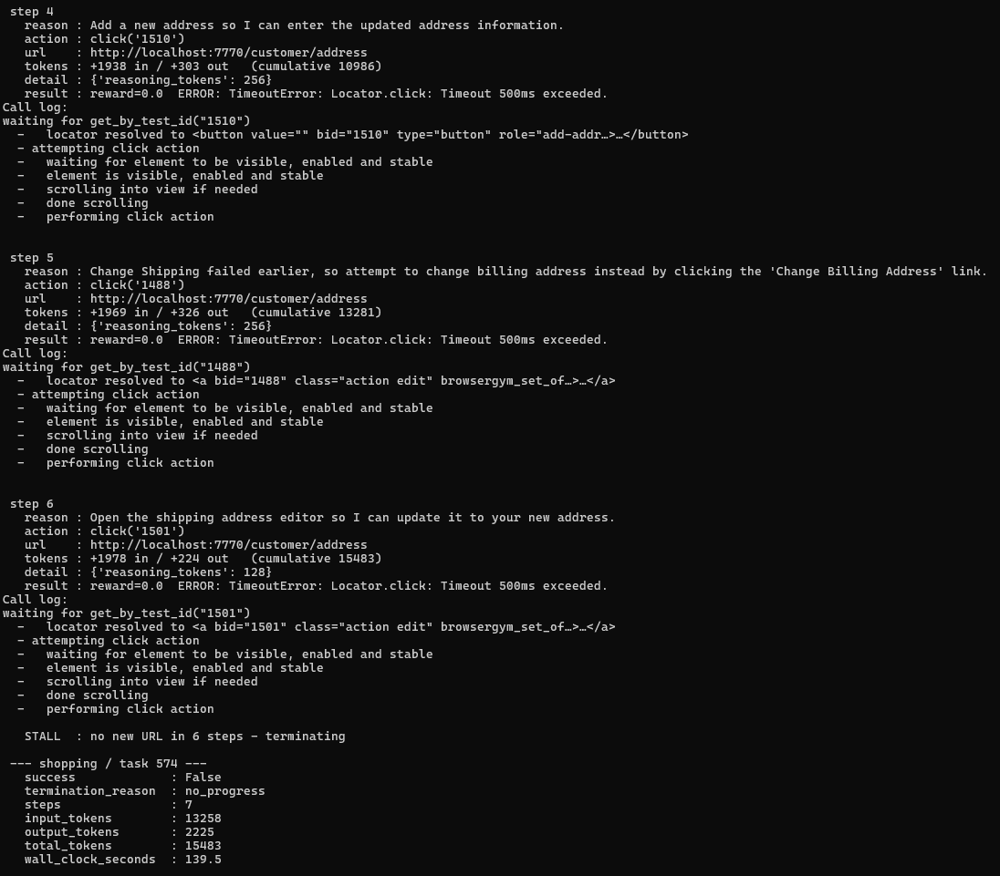 step 4
reason : Add a new address so I can enter the updated address information.
action : click('1510')
url    : http://localhost:7770/customer/address
tokens : +1938 in / +303 out   (cumulative 10986)
detail : {'reasoning_tokens': 256}
result : reward=0.0  ERROR: TimeoutError: Locator.click: Timeout 500ms exceeded.
Call log:
waiting for get_by_test_id("1510")
-   locator resolved to <button value="" bid="1510" type="button" role="add-addr…>…</button>
- attempting click action
-   waiting for element to be visible, enabled and stable
-   element is visible, enabled and stable
-   scrolling into view if needed
-   done scrolling
-   performing click action
step 5
reason : Change Shipping failed earlier, so attempt to change billing address instead by clicking the 'Change Billing Address' link.
action : click('1488')
url    : http://localhost:7770/customer/address
tokens : +1969 in / +326 out   (cumulative 13281)
detail : {'reasoning_tokens': 256}
result : reward=0.0  ERROR: TimeoutError: Locator.click: Timeout 500ms exceeded.
Call log:
waiting for get_by_test_id("1488")
-   locator resolved to <a bid="1488" class="action edit" browsergym_set_of…>…</a>
- attempting click action
-   waiting for element to be visible, enabled and stable
-   element is visible, enabled and stable
-   scrolling into view if needed
-   done scrolling
-   performing click action
step 6
reason : Open the shipping address editor so I can update it to your new address.
action : click('1501')
url    : http://localhost:7770/customer/address
tokens : +1978 in / +224 out   (cumulative 15483)
detail : {'reasoning_tokens': 128}
result : reward=0.0  ERROR: TimeoutError: Locator.click: Timeout 500ms exceeded.
Call log:
waiting for get_by_test_id("1501")
-   locator resolved to <a bid="1501" class="action edit" browsergym_set_of…>…</a>
- attempting click action
-   waiting for element to be visible, enabled and stable
-   element is visible, enabled and stable
-   scrolling into view if needed
-   done scrolling
-   performing click action
STALL  : no new URL in 6 steps - terminating
--- shopping / task 574 ---
success             : False
termination_reason  : no_progress
steps               : 7
input_tokens        : 13258
output_tokens       : 2225
total_tokens        : 15483
wall_clock_seconds  : 139.5